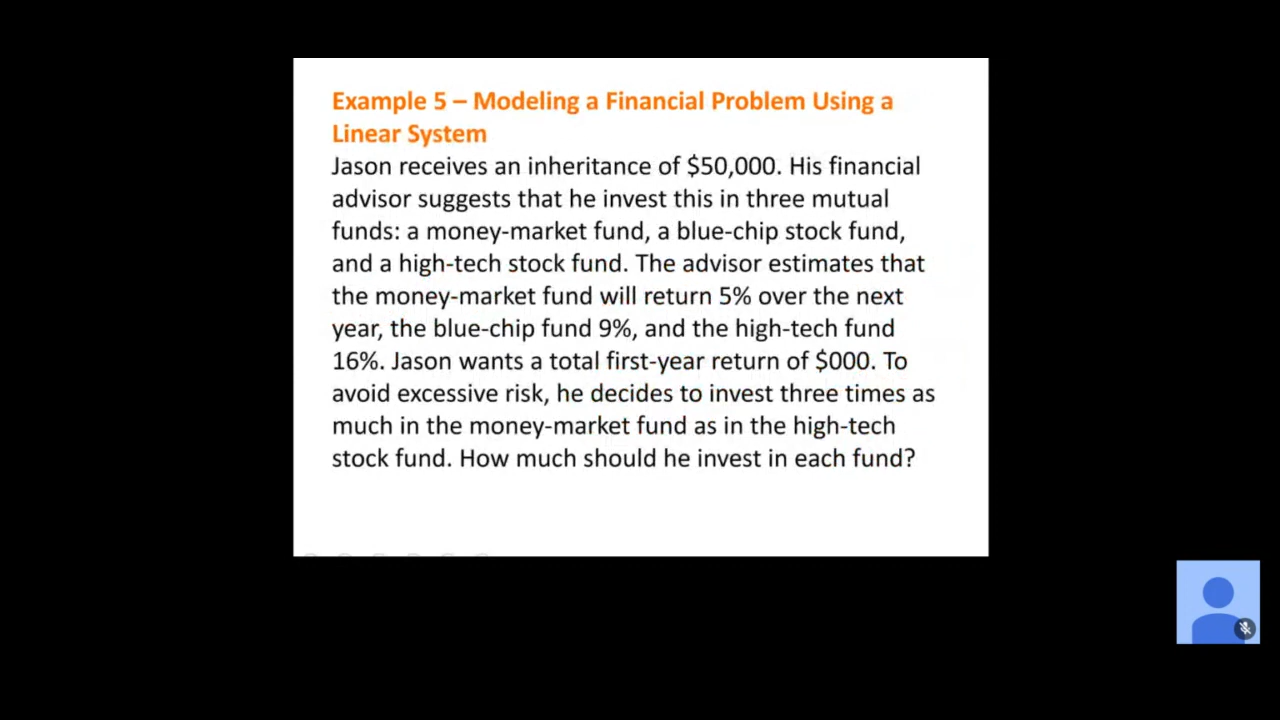 Example 5 – Modeling a Financial Problem Using a
Linear System
Jason receives an inheritance of $50,000. His financial
advisor suggests that he invest this in three mutual
funds: a money-market fund, a blue-chip stock fund,
and a high-tech stock fund. The advisor estimates that
the money-market fund will return 5% over the next
year, the blue-chip fund 9%, and the high-tech fund
16%. Jason wants a total first-year return of $000. To
avoid excessive risk, he decides to invest three times as
much in the money-market fund as in the high-tech
stock fund. How much should he invest in each fund?